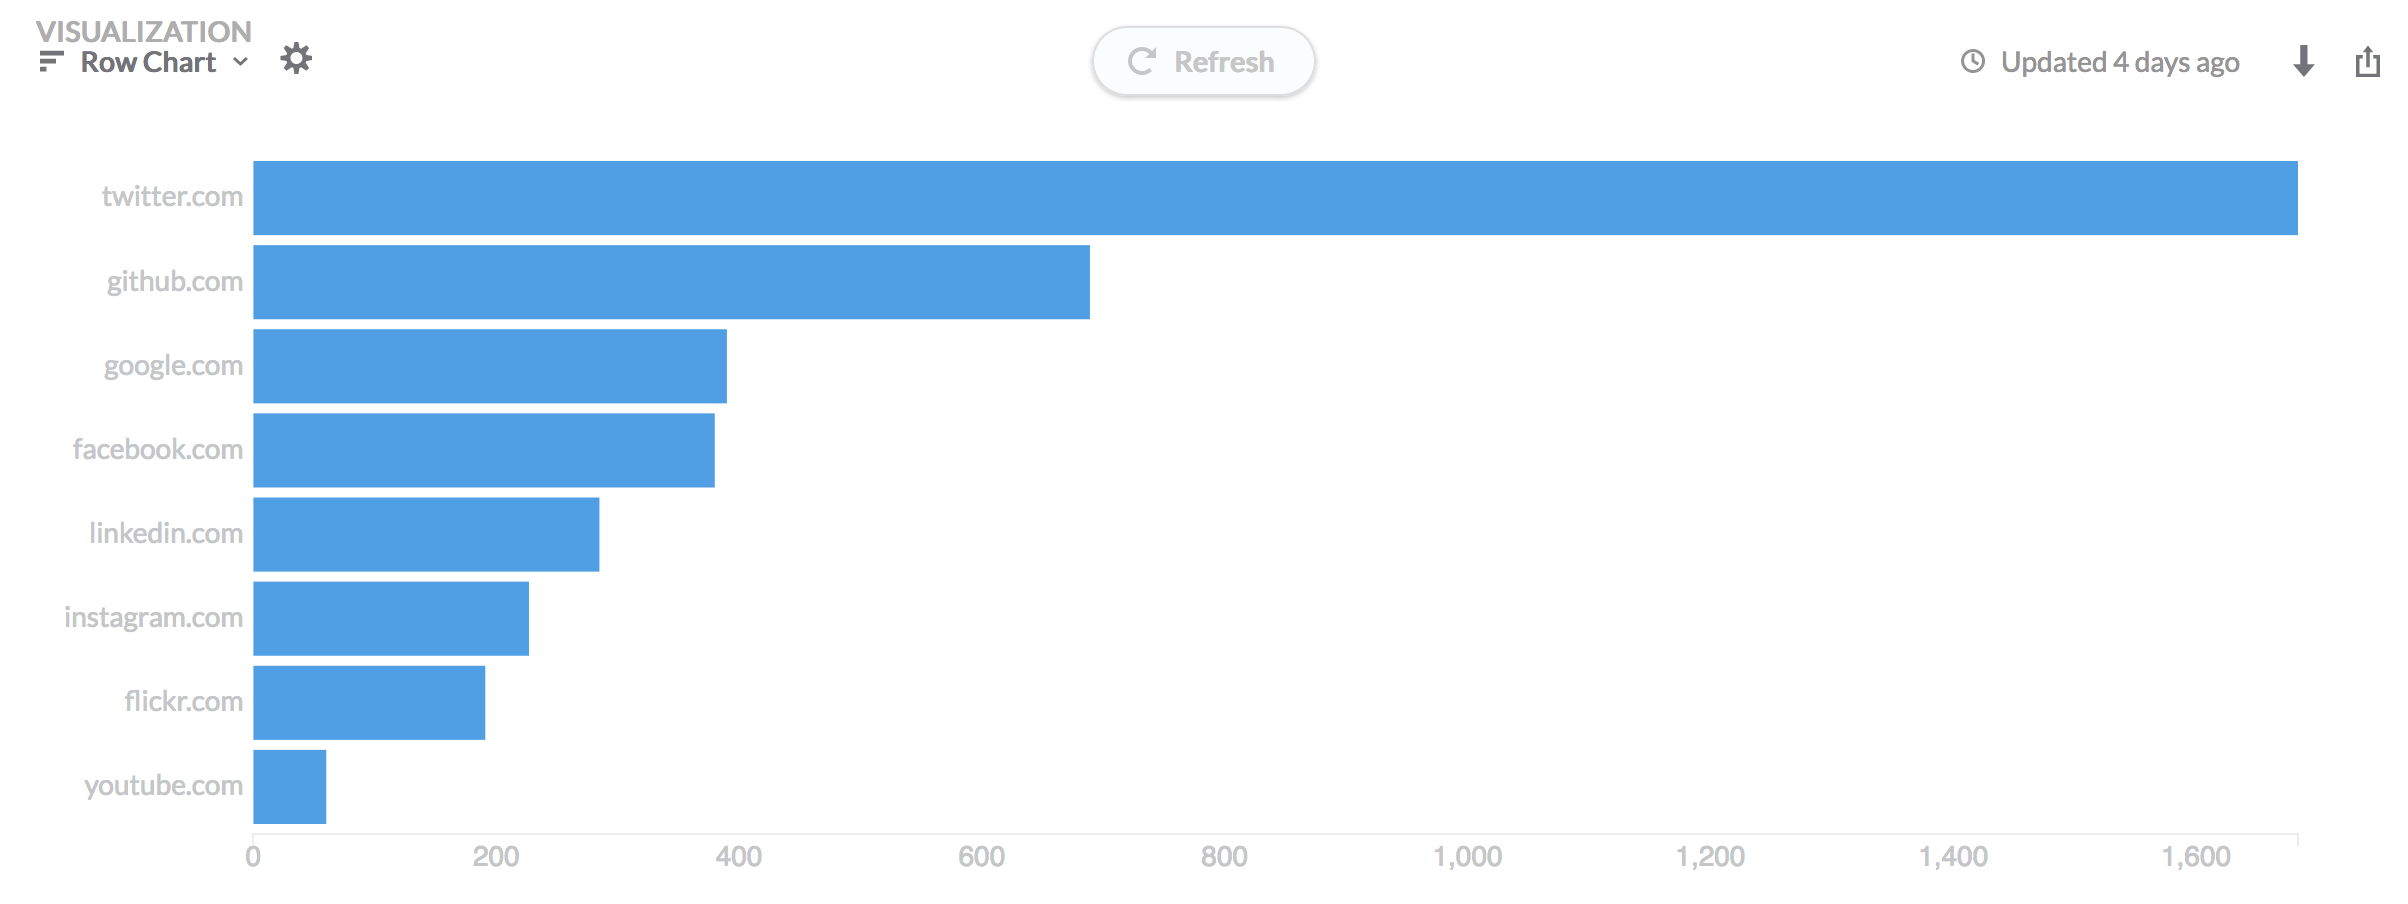 VISUALIZATION
Row Chart
Refresh
Updated 4 days ago
twitter.com
github.com
google.com
facebook.com
linkedin.com
instagram.com
flickr.com
youtube.com
0 200 400 600 800 1,000 1,200 1,400 1,600